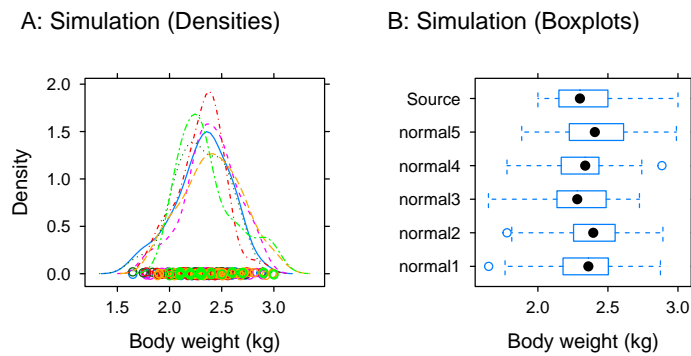 A: Simulation (Densities)
Density
2.0
1.5
1.0
0.5
0.0
1.5 2.0 2.5 3.0
Body weight (kg)
B: Simulation (Boxplots)
Source
normal5
normal4
normal3
normal2
normal1
2.0 2.5 3.0
Body weight (kg)